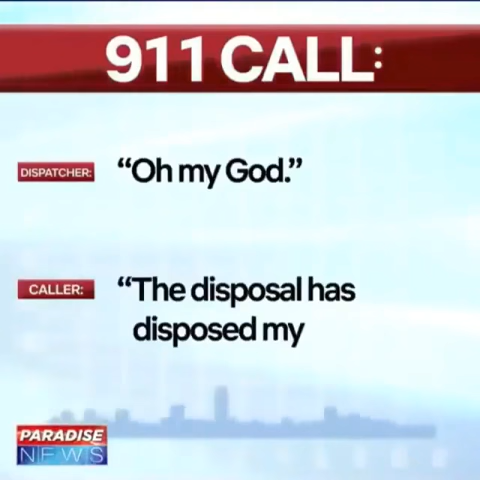 911 CALL:
DISPATCHER: “Oh my God.”
CALLER: “The disposal has
disposed my
PARADISE
NEWS